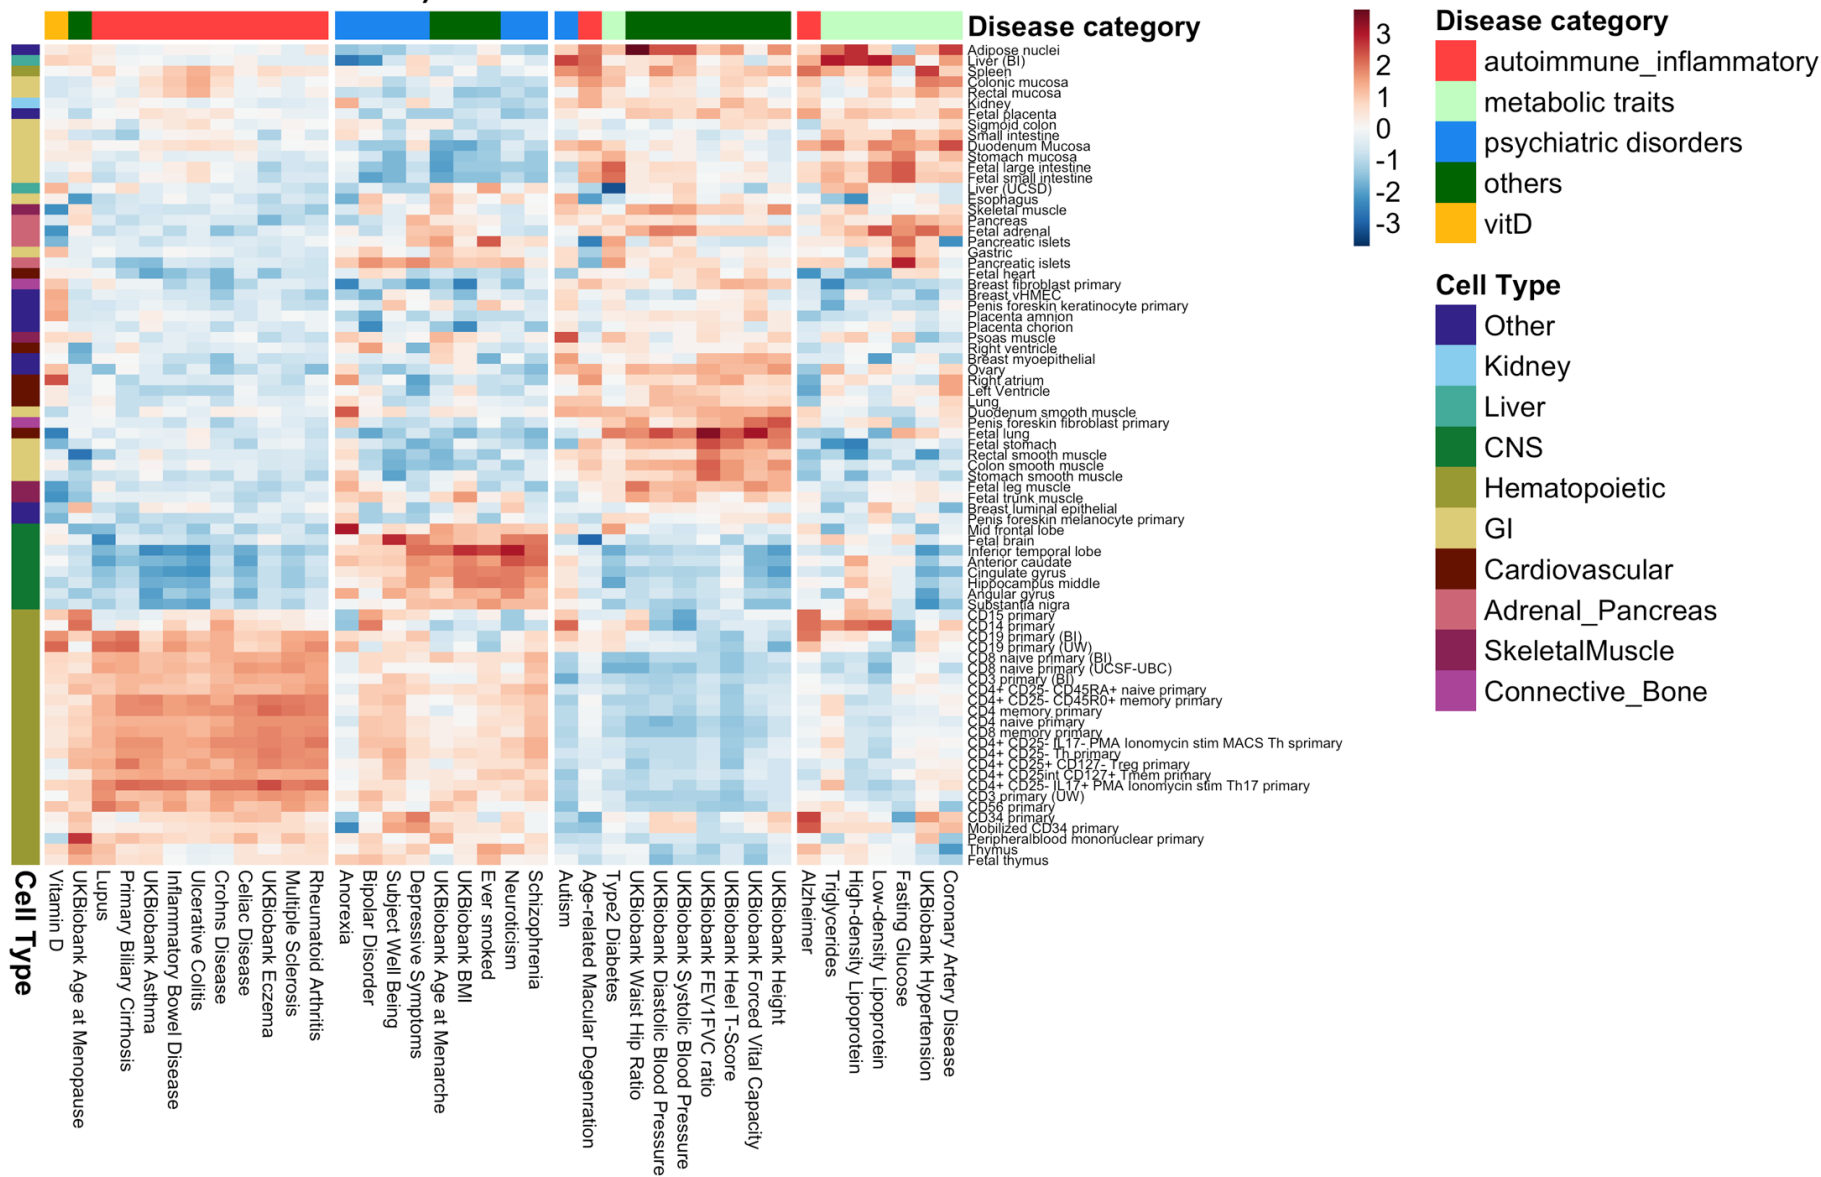 Disease category
Adipose nuclei
Liver (BI)
Spleen
Colonic mucosa
Rectal mucosa
Kidney
Fetal placenta
Sigmoid colon
Small intestine
Duodenum Mucosa
Stomach mucosa
Fetal large intestine
Fetal small intestine
Liver (UCSD)
Esophagus
Skeletal muscle
Pancreas
Fetal adrenal
Pancreatic islets
Gastric
Pancreatic islets
Fetal heart
Breast fibroblast primary
Breast vHMEC
Penis foreskin keratinocyte primary
Placenta amnion
Placenta chorion
Psoas muscle
Right ventricle
Breast myoepithelial
Ovary
Right atrium
Left Ventricle
Lung
Duodenum smooth muscle
Penis foreskin fibroblast primary
Fetal lung
Fetal stomach
Rectal smooth muscle
Colon smooth muscle
Stomach smooth muscle
Fetal leg muscle
Fetal trunk muscle
Breast luminal epithelial
Penis foreskin melanocyte primary
Mid frontal lobe
Fetal brain
Inferior temporal lobe
Anterior caudate
Cingulate gyrus
Hippocampus middle
Angular gyrus
Substantia nigra
CD15 primary
CD14 primary
CD19 primary (BI)
CD19 primary (UW)
CD8 naive primary (BI)
CD8 naive primary (UCSF-UBC)
CD3 primary (BI)
CD4+ CD25- CD45RA+ naive primary
CD4+ CD25- CD45R0+ memory primary
CD4 memory primary
CD4 naive primary
CD8 memory primary
CD4+ CD25- IL17- PMA Ionomycin stim MACS Th sprimary
CD4+ CD25- Th primary
CD4+ CD25+ CD127- Treg primary
CD4+ CD25int CD127+ Tmem primary
CD4+ CD25- IL17+ PMA Ionomycin stim Th17 primary
CD3 primary (UW)
CD56 primary
CD34 primary
Mobilized CD34 primary
Peripheralblood mononuclear primary
Thymus
Fetal thymus
Cell Type
Vitamin D
UKBiobank Age at Menopause
Lupus
Primary Biliary Cirrhosis
UKBiobank Asthma
Inflammatory Bowel Disease
Ulcerative Colitis
Crohns Disease
Celiac Disease
UKBiobank Eczema
Multiple Sclerosis
Rheumatoid Arthritis
Anorexia
Bipolar Disorder
Subject Well Being
Depressive Symptoms
UKBiobank Age at Menarche
UKBiobank BMI
Ever smoked
Neuroticism
Schizophrenia
Autism
Age-related Macular Degenration
Type2 Diabetes
UKBiobank Waist Hip Ratio
UKBiobank Diastolic Blood Pressure
UKBiobank Systolic Blood Pressure
UKBiobank FEV1FVC ratio
UKBiobank Heel T-Score
UKBiobank Forced Vital Capacity
UKBiobank Height
Alzheimer
Triglycerides
High-density Lipoprotein
Low-density Lipoprotein
Fasting Glucose
UKBiobank Hypertension
Coronary Artery Disease
3
2
1
0
-1
-2
-3
Disease category
autoimmune_inflammatory
metabolic traits
psychiatric disorders
others
vitD
Cell Type
Other
Kidney
Liver
CNS
Hematopoietic
GI
Cardiovascular
Adrenal_Pancreas
SkeletalMuscle
Connective_Bone